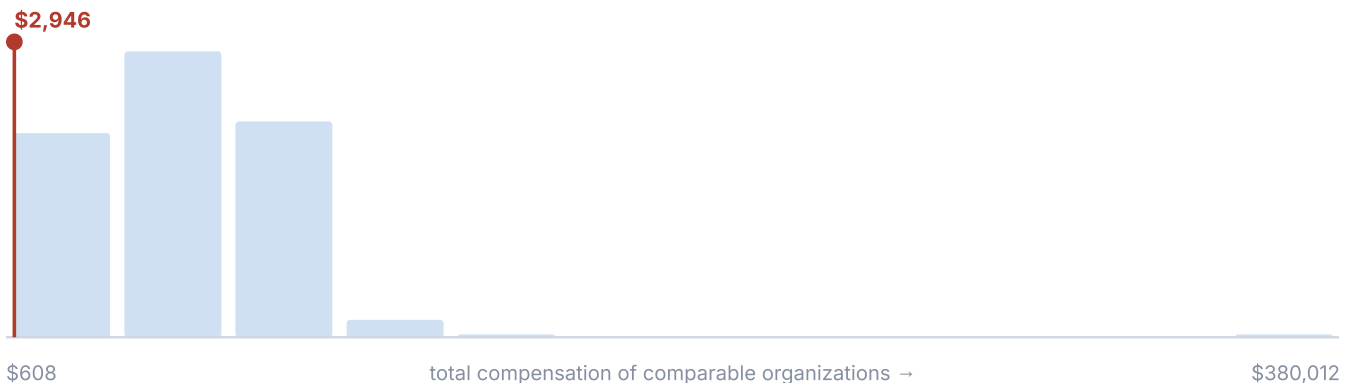 $2,946
$608 total compensation of comparable organizations → $380,012